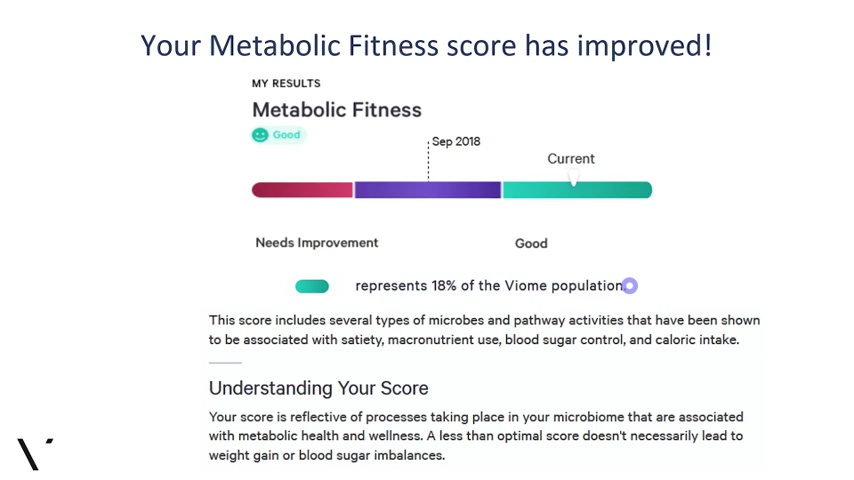 Your Metabolic Fitness score has improved!
MY RESULTS
Metabolic Fitness
Good
Sep 2018
Current
Needs Improvement
Good
represents 18% of the Viome population.
This score includes several types of microbes and pathway activities that have been shown
to be associated with satiety, macronutrient use, blood sugar control, and caloric intake.
Understanding Your Score
Your score is reflective of processes taking place in your microbiome that are associated
with metabolic health and wellness. A less than optimal score doesn't necessarily lead to
weight gain or blood sugar imbalances.